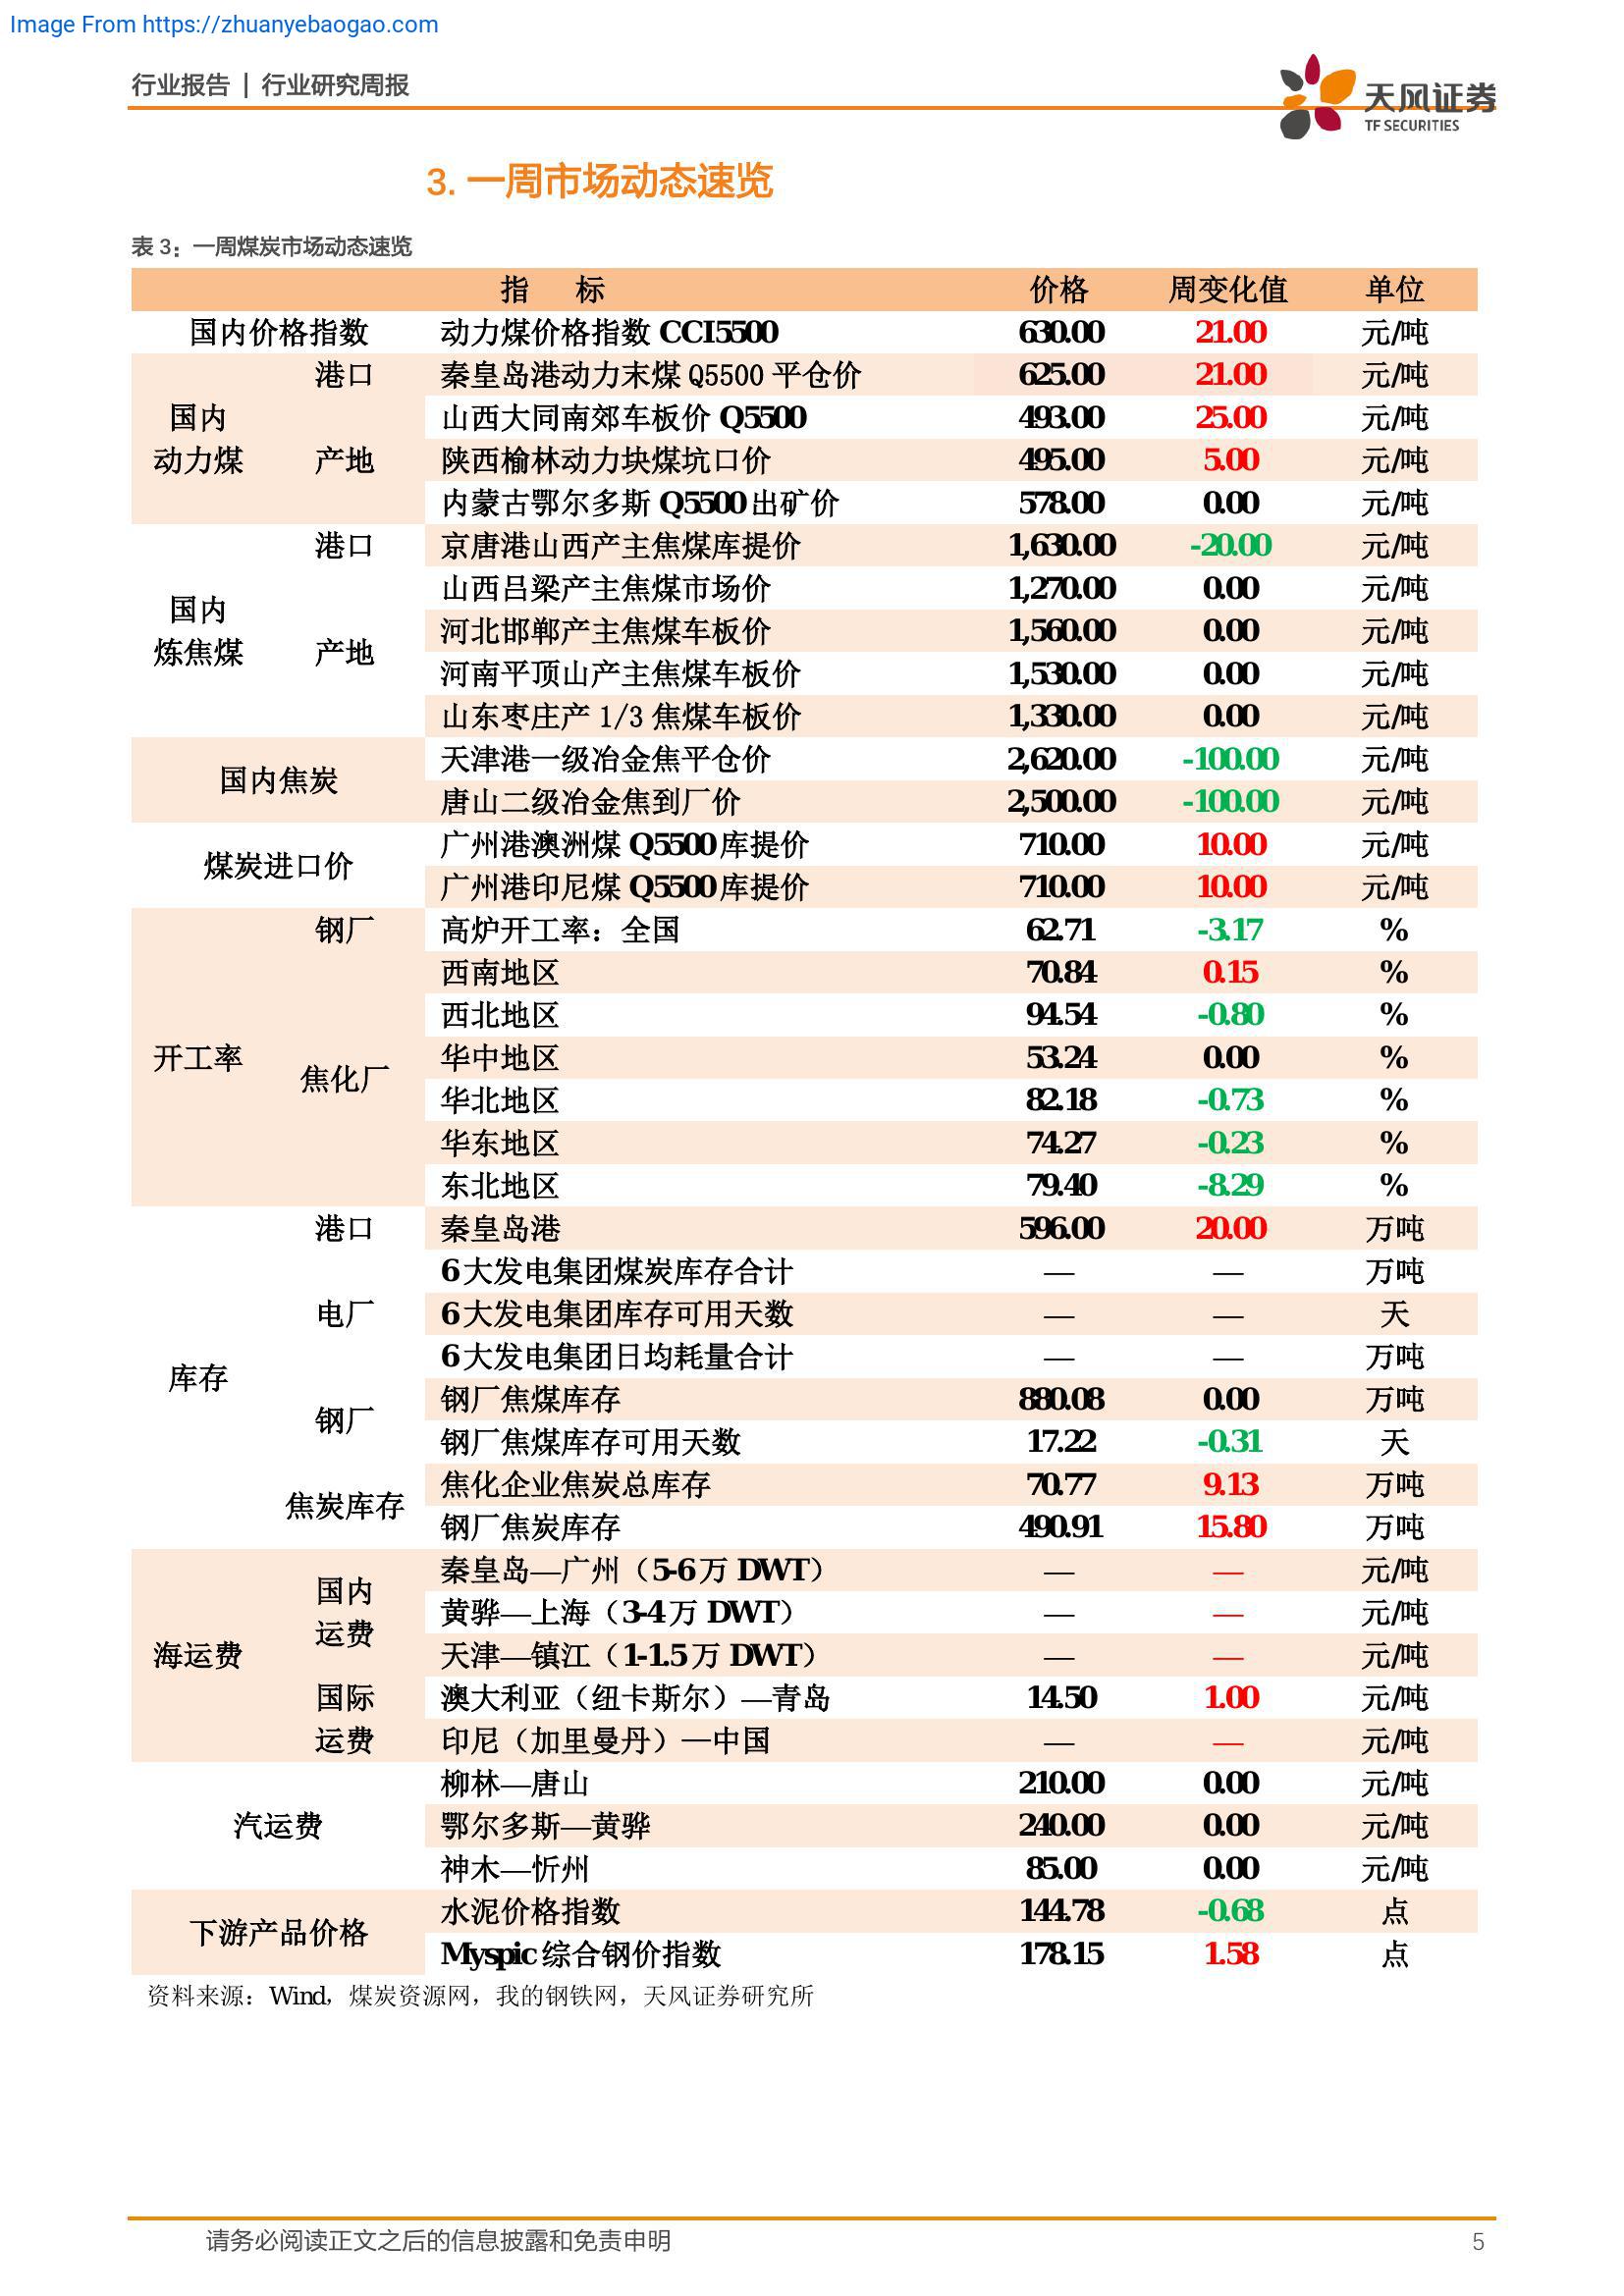 Image From https://zhuanyebaogao.com
行业报告 | 行业研究周报
天风证券
TF SECURITIES
3. 一周市场动态速览
表 3：一周煤炭市场动态速览
指 标 价格 周变化值 单位
国内价格指数 动力煤价格指数 CCI5500 630.00 21.00 元/吨
港口 秦皇岛港动力末煤 Q5500 平仓价 625.00 21.00 元/吨
国内 山西大同南郊车板价 Q5500 493.00 25.00 元/吨
动力煤 产地 陕西榆林动力块煤坑口价 495.00 5.00 元/吨
内蒙古鄂尔多斯 Q5500 出矿价 578.00 0.00 元/吨
港口 京唐港山西产主焦煤库提价 1,630.00 -20.00 元/吨
山西吕梁产主焦煤市场价 1,270.00 0.00 元/吨
国内
河北邯郸产主焦煤车板价 1,560.00 0.00 元/吨
炼焦煤 产地
河南平顶山产主焦煤车板价 1,530.00 0.00 元/吨
山东枣庄产 1/3 焦煤车板价 1,330.00 0.00 元/吨
天津港一级冶金焦平仓价 2,620.00 -100.00 元/吨
国内焦炭
唐山二级冶金焦到厂价 2,500.00 -100.00 元/吨
广州港澳洲煤 Q5500 库提价 710.00 10.00 元/吨
煤炭进口价
广州港印尼煤 Q5500 库提价 710.00 10.00 元/吨
钢厂 高炉开工率：全国 62.71 -3.17 %
西南地区 70.84 0.15 %
西北地区 94.54 -0.80 %
开工率 华中地区 53.24 0.00 %
焦化厂
华北地区 82.18 -0.73 %
华东地区 74.27 -0.23 %
东北地区 79.40 -8.29 %
港口 秦皇岛港 596.00 20.00 万吨
6 大发电集团煤炭库存合计 — — 万吨
电厂 6 大发电集团库存可用天数 — — 天
6 大发电集团日均耗量合计 — — 万吨
库存
钢厂焦煤库存 880.08 0.00 万吨
钢厂
钢厂焦煤库存可用天数 17.22 -0.31 天
焦化企业焦炭总库存 70.77 9.13 万吨
焦炭库存
钢厂焦炭库存 490.91 15.80 万吨
秦皇岛—广州（5-6 万 DWT） — — 元/吨
国内
黄骅—上海（3-4 万 DWT） — — 元/吨
运费
海运费 天津—镇江（1-1.5 万 DWT） — — 元/吨
国际 澳大利亚（纽卡斯尔）—青岛 14.50 1.00 元/吨
运费 印尼（加里曼丹）—中国 — — 元/吨
柳林—唐山 210.00 0.00 元/吨
汽运费 鄂尔多斯—黄骅 240.00 0.00 元/吨
神木—忻州 85.00 0.00 元/吨
水泥价格指数 144.78 -0.68 点
下游产品价格
Myspic 综合钢价指数 178.15 1.58 点
资料来源：Wind，煤炭资源网，我的钢铁网，天风证券研究所
请务必阅读正文之后的信息披露和免责申明 5